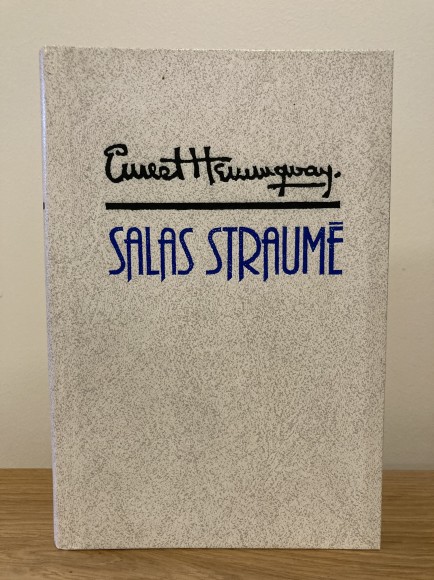 Ernest Hemingway.
SALAS STRAUMĒ